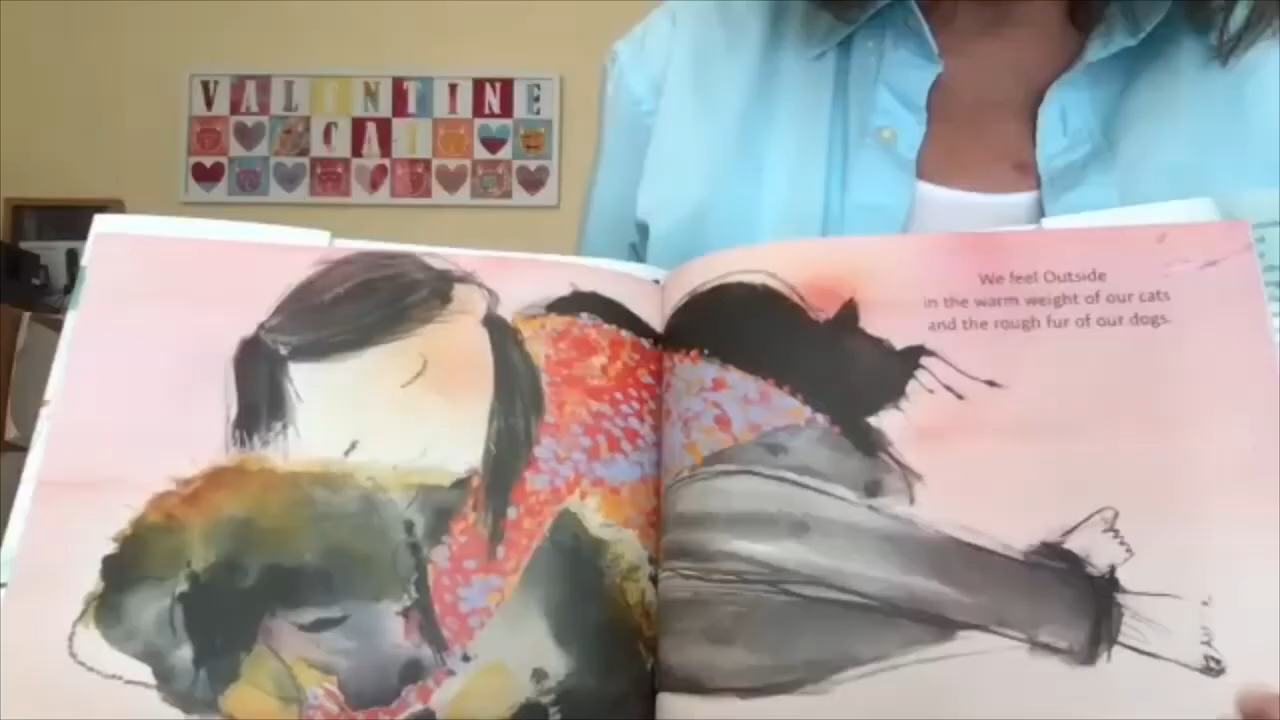 VALENTINE
CAT
We feel Outside
in the warm weight of our cats
and the rough fur of our dogs.